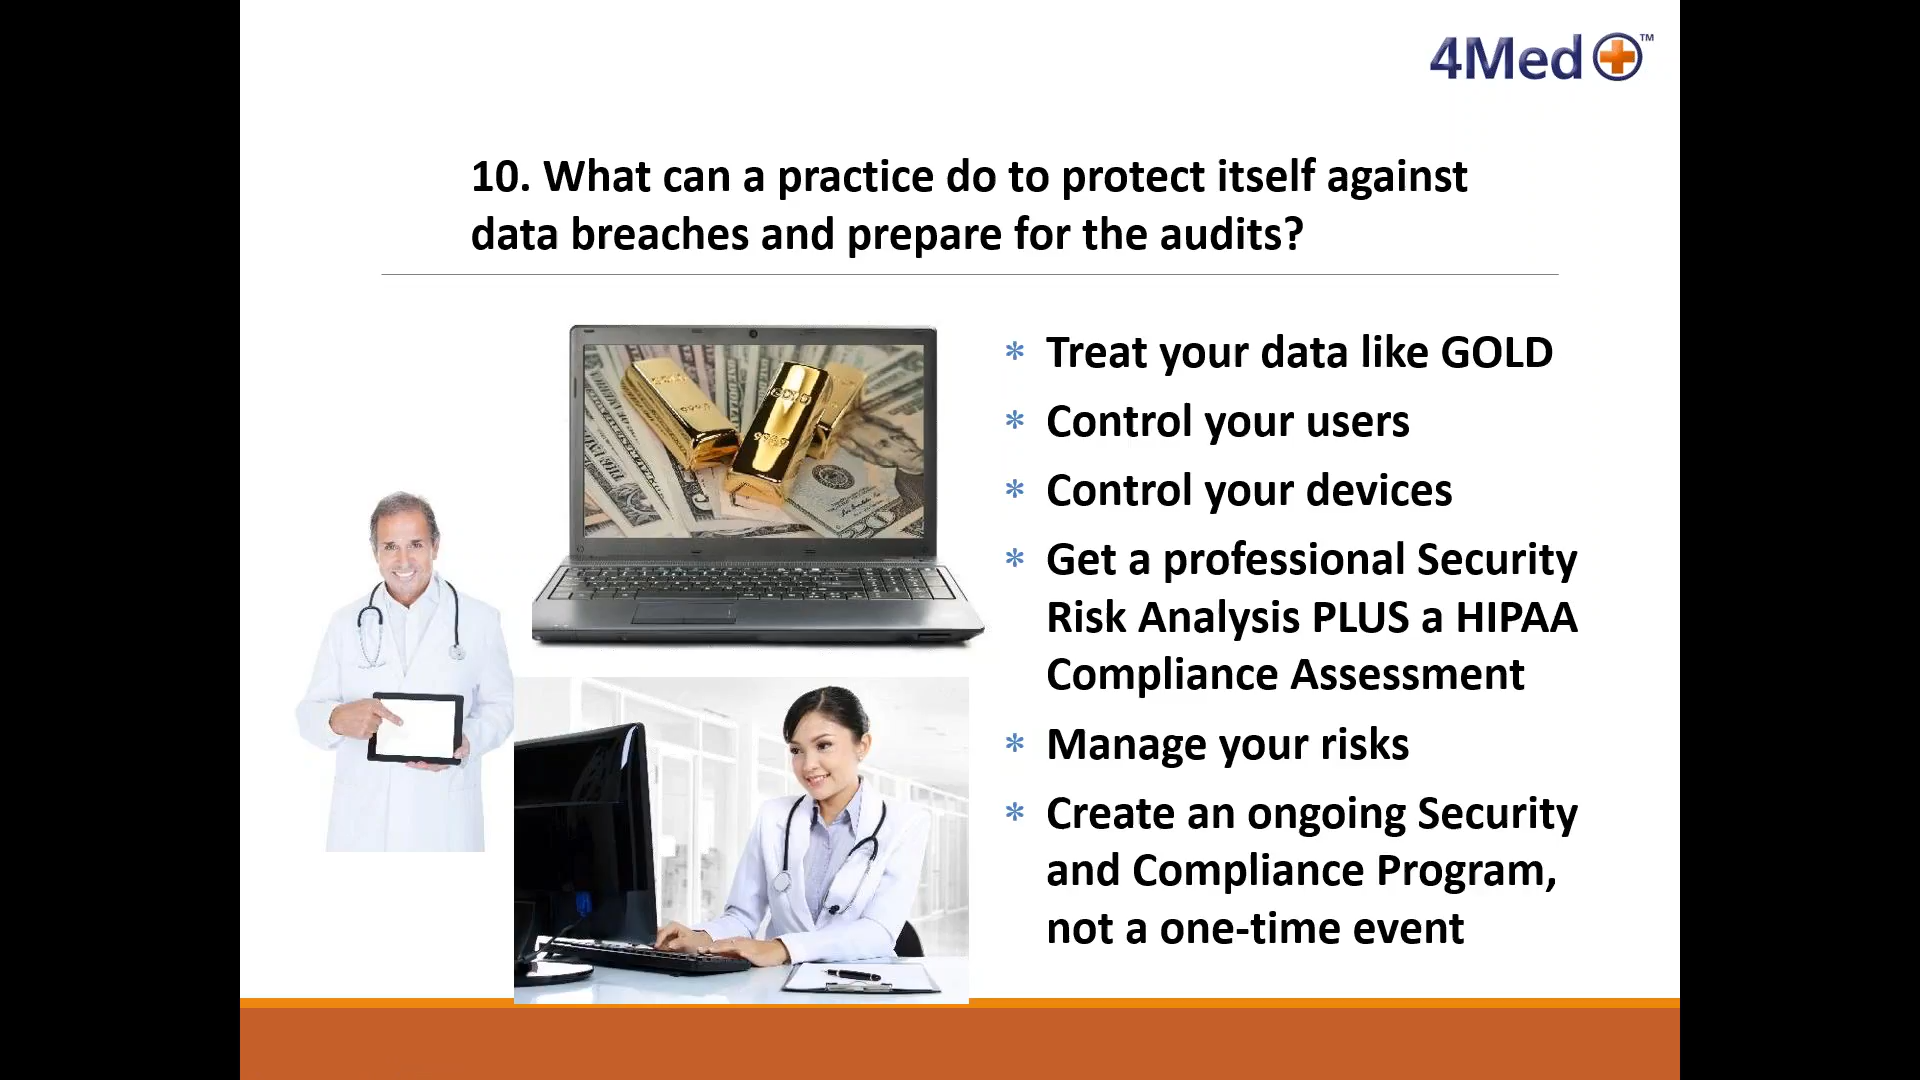 4Med TM
10. What can a practice do to protect itself against
data breaches and prepare for the audits?
* Treat your data like GOLD
* Control your users
* Control your devices
* Get a professional Security
Risk Analysis PLUS a HIPAA
Compliance Assessment
* Manage your risks
* Create an ongoing Security
and Compliance Program,
not a one-time event
GOLD